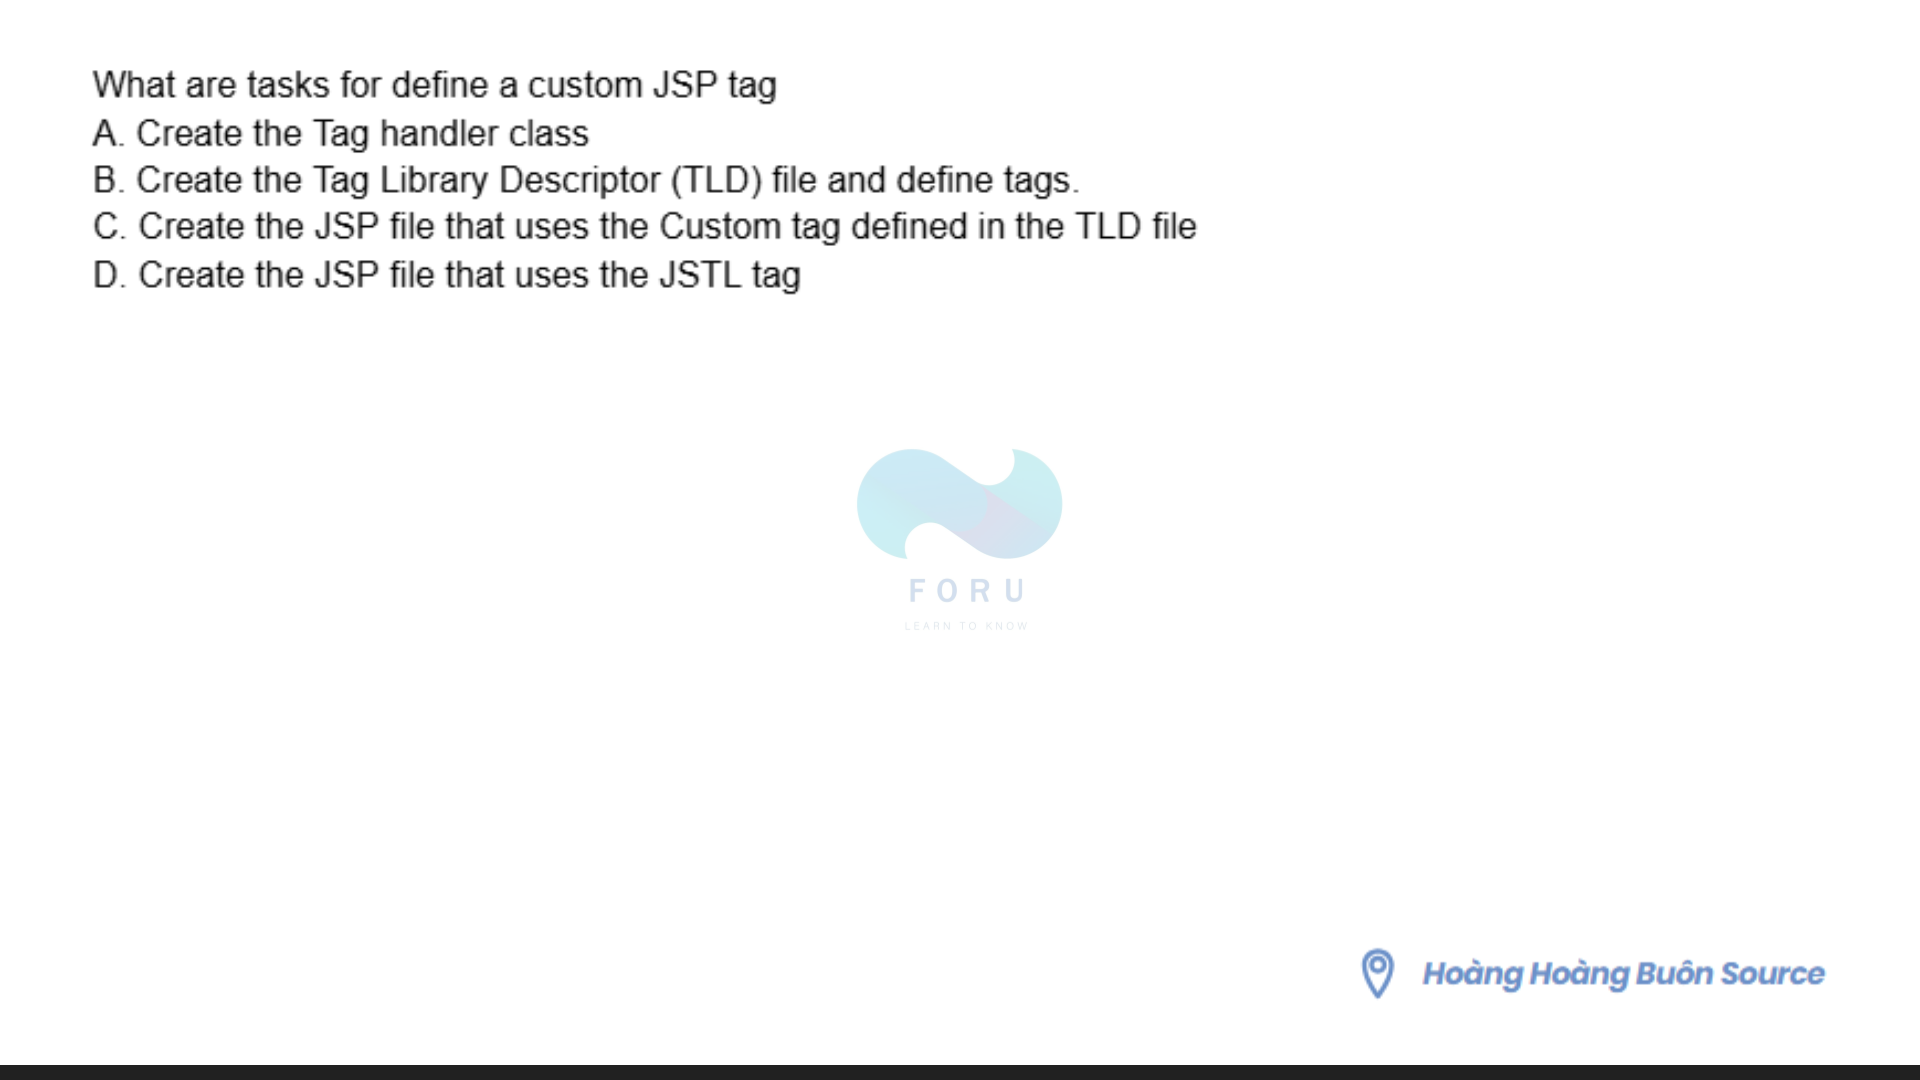 What are tasks for define a custom JSP tag
A. Create the Tag handler class
B. Create the Tag Library Descriptor (TLD) file and define tags.
C. Create the JSP file that uses the Custom tag defined in the TLD file
D. Create the JSP file that uses the JSTL tag
FORU
LEARN TO KNOW
Hoàng Hoàng Buôn Source